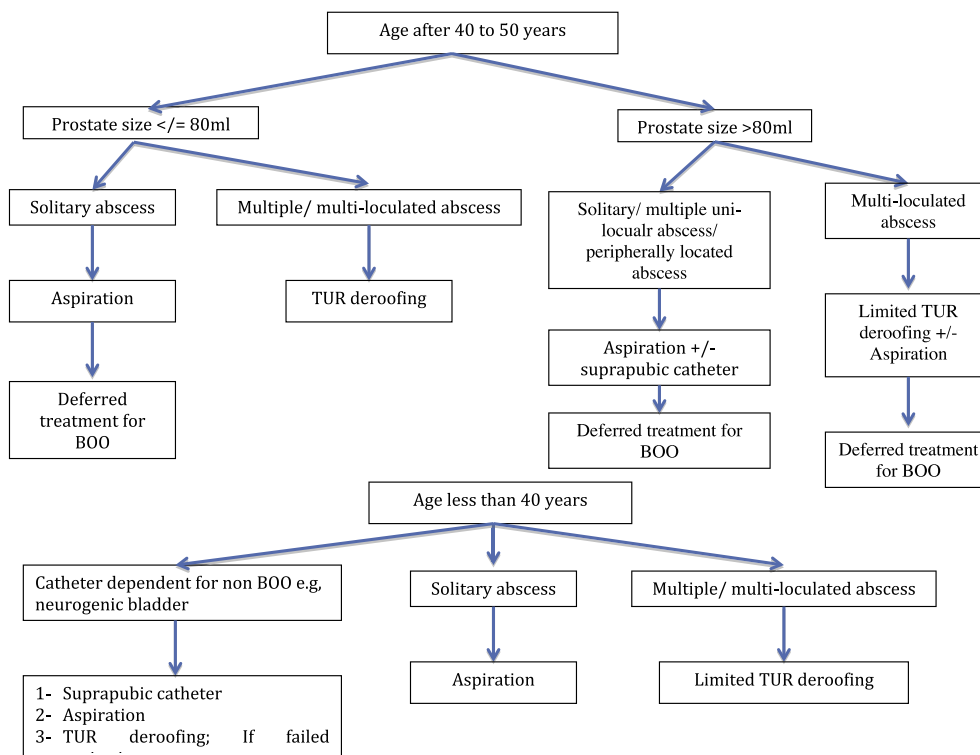 Age after 40 to 50 years
Prostate size </= 80ml
Prostate size >80ml
Solitary abscess
Multiple/ multi-loculated abscess
Solitary/ multiple uni-
locualr abscess/
peripherally located
abscess
Multi-loculated
abscess
Aspiration
TUR deroofing
Aspiration +/-
suprapubic catheter
Limited TUR
deroofing +/-
Aspiration
Deferred
treatment for
BOO
Deferred treatment for
BOO
Deferred treatment
for BOO
Age less than 40 years
Catheter dependent for non BOO e.g,
neurogenic bladder
Solitary abscess
Multiple/ multi-loculated abscess
1- Suprapubic catheter
2- Aspiration
3- TUR deroofing; If failed
Aspiration
Limited TUR deroofing